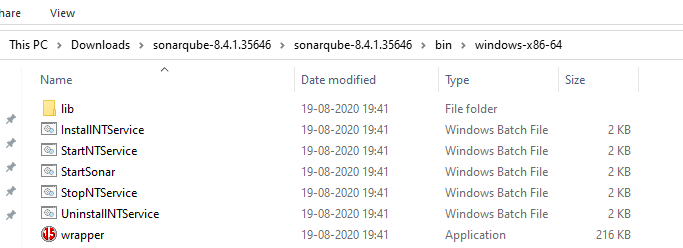 hare View
This PC > Downloads > sonarqube-8.4.1.35646 > sonarqube-8.4.1.35646 > bin > windows-x86-64
Name Date modified Type Size
lib 19-08-2020 19:41 File folder
InstallNTService 19-08-2020 19:41 Windows Batch File 2 KB
StartNTService 19-08-2020 19:41 Windows Batch File 2 KB
StartSonar 19-08-2020 19:41 Windows Batch File 2 KB
StopNTService 19-08-2020 19:41 Windows Batch File 2 KB
UninstallNTService 19-08-2020 19:41 Windows Batch File 2 KB
wrapper 19-08-2020 19:41 Application 216 KB